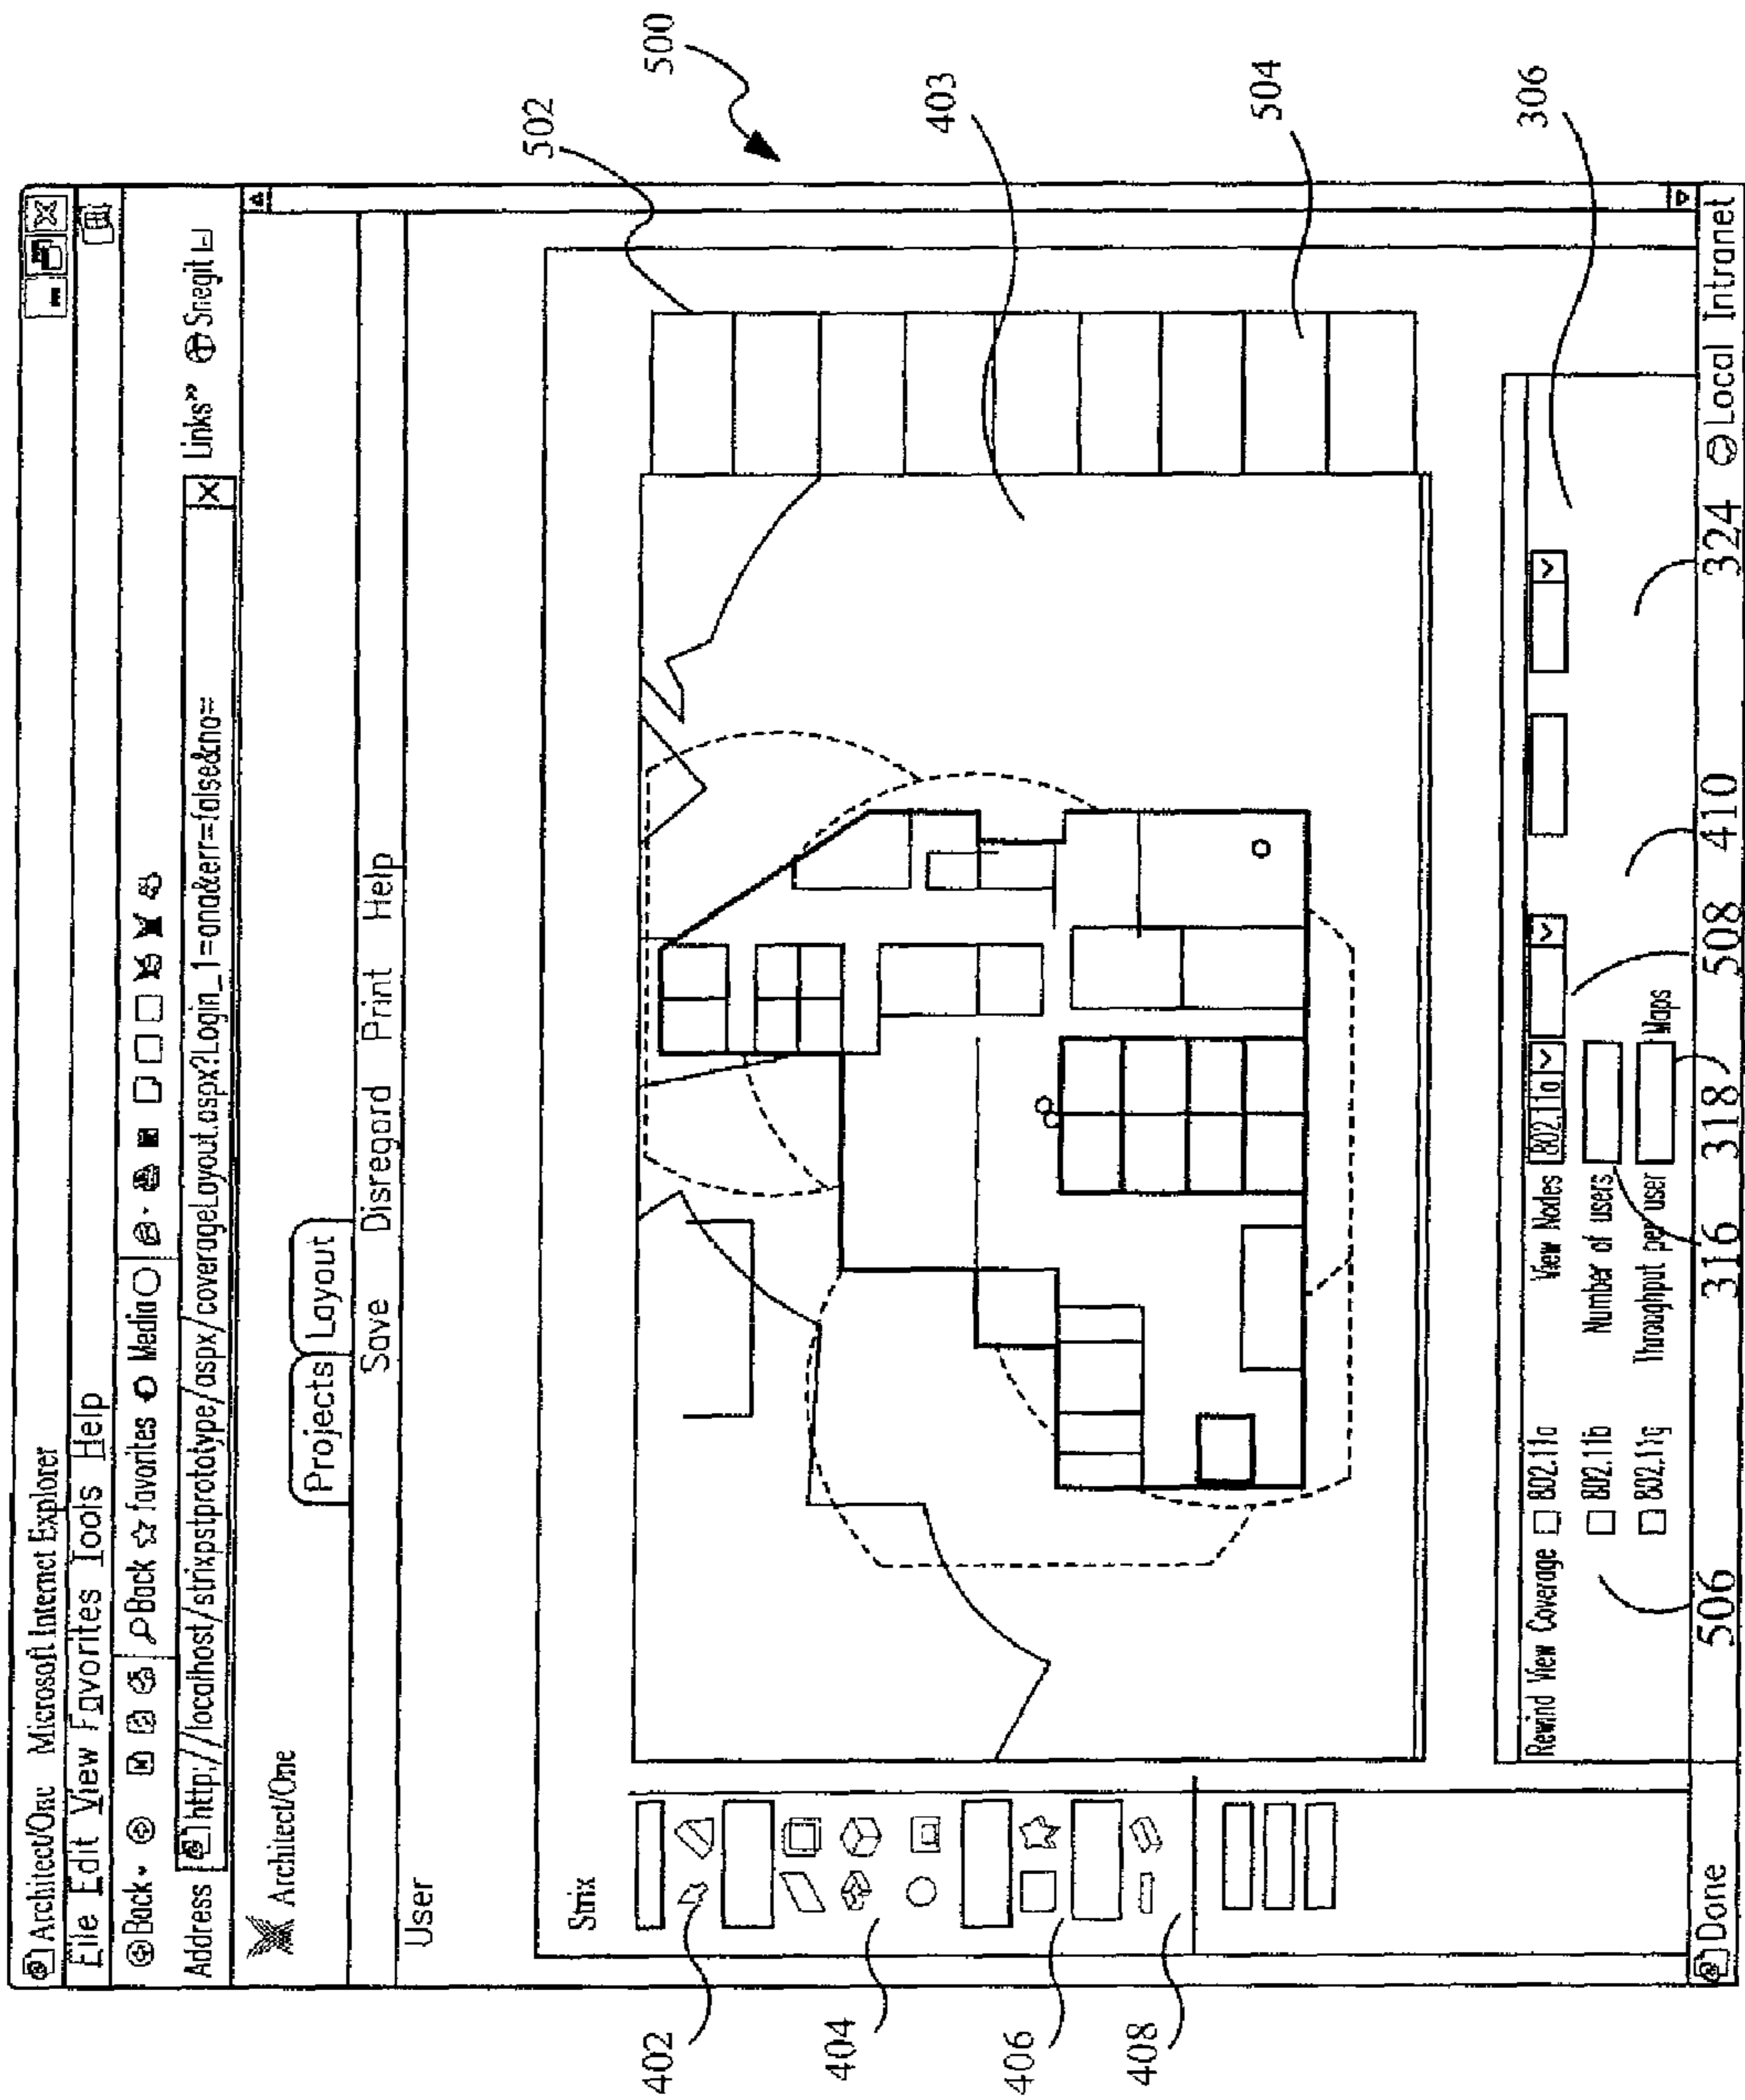 Architect/One Microsoft Internet Explorer
File Edit View Favorites Tools Help
Back Back favorites Media
Address http://localhost/strixpstprototype/aspx/coverageLayout.aspx?Login_1=on&err=false&no= Links» Snegit
Architect/One
Projects Layout
Save Disregard Print Help
User
Strix
502
500
402
403
404
406
408
504
306
Rewind View Coverage 802.11a View Nodes 802.11a
802.11b Number of users
802.11g Throughput per user Maps
Done Local Intranet
506 316 318 508 410 324